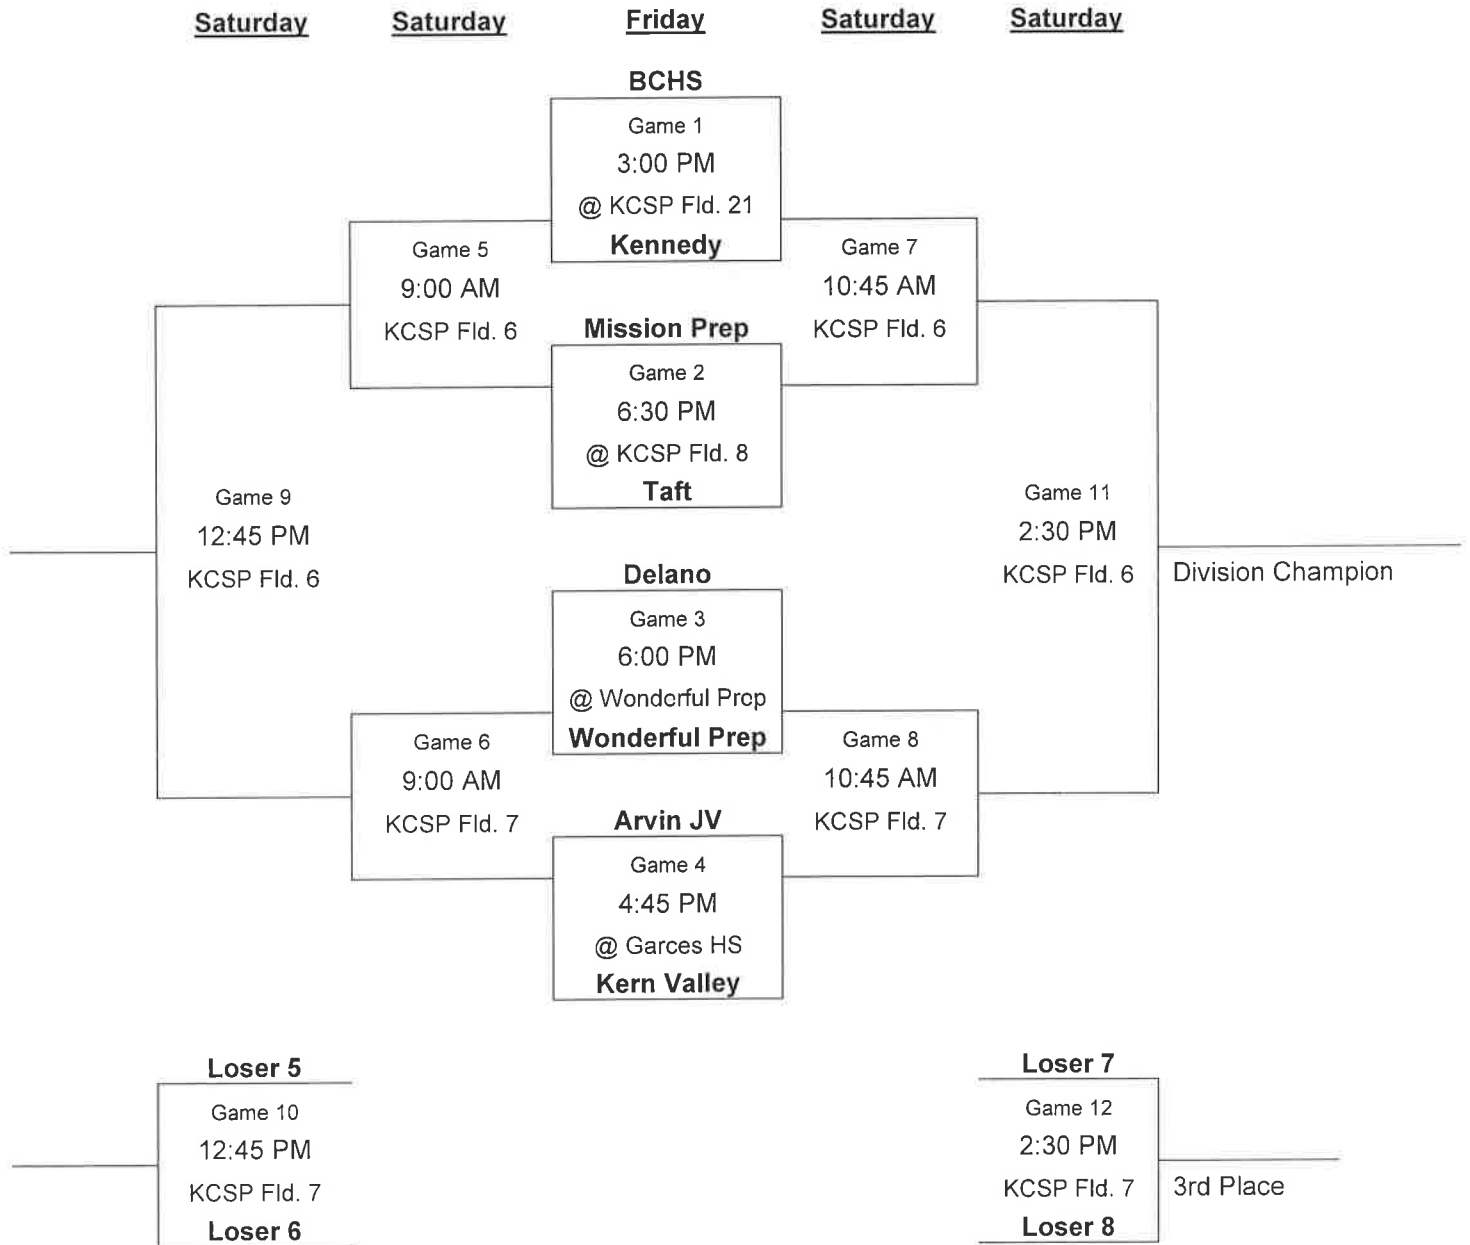 Saturday
Saturday
Friday
Saturday
Saturday
BCHS
Game 1
3:00 PM
@ KCSP Fld. 21
Kennedy
Game 5
9:00 AM
KCSP Fld. 6
Game 7
10:45 AM
KCSP Fld. 6
Mission Prep
Game 2
6:30 PM
@ KCSP Fld. 8
Taft
Game 9
12:45 PM
KCSP Fld. 6
Game 11
2:30 PM
KCSP Fld. 6
Division Champion
Delano
Game 3
6:00 PM
@ Wonderful Prep
Wonderful Prep
Game 6
9:00 AM
KCSP Fld. 7
Game 8
10:45 AM
KCSP Fld. 7
Arvin JV
Game 4
4:45 PM
@ Garces HS
Kern Valley
Loser 5
Game 10
12:45 PM
KCSP Fld. 7
Loser 6
Loser 7
Game 12
2:30 PM
KCSP Fld. 7
3rd Place
Loser 8